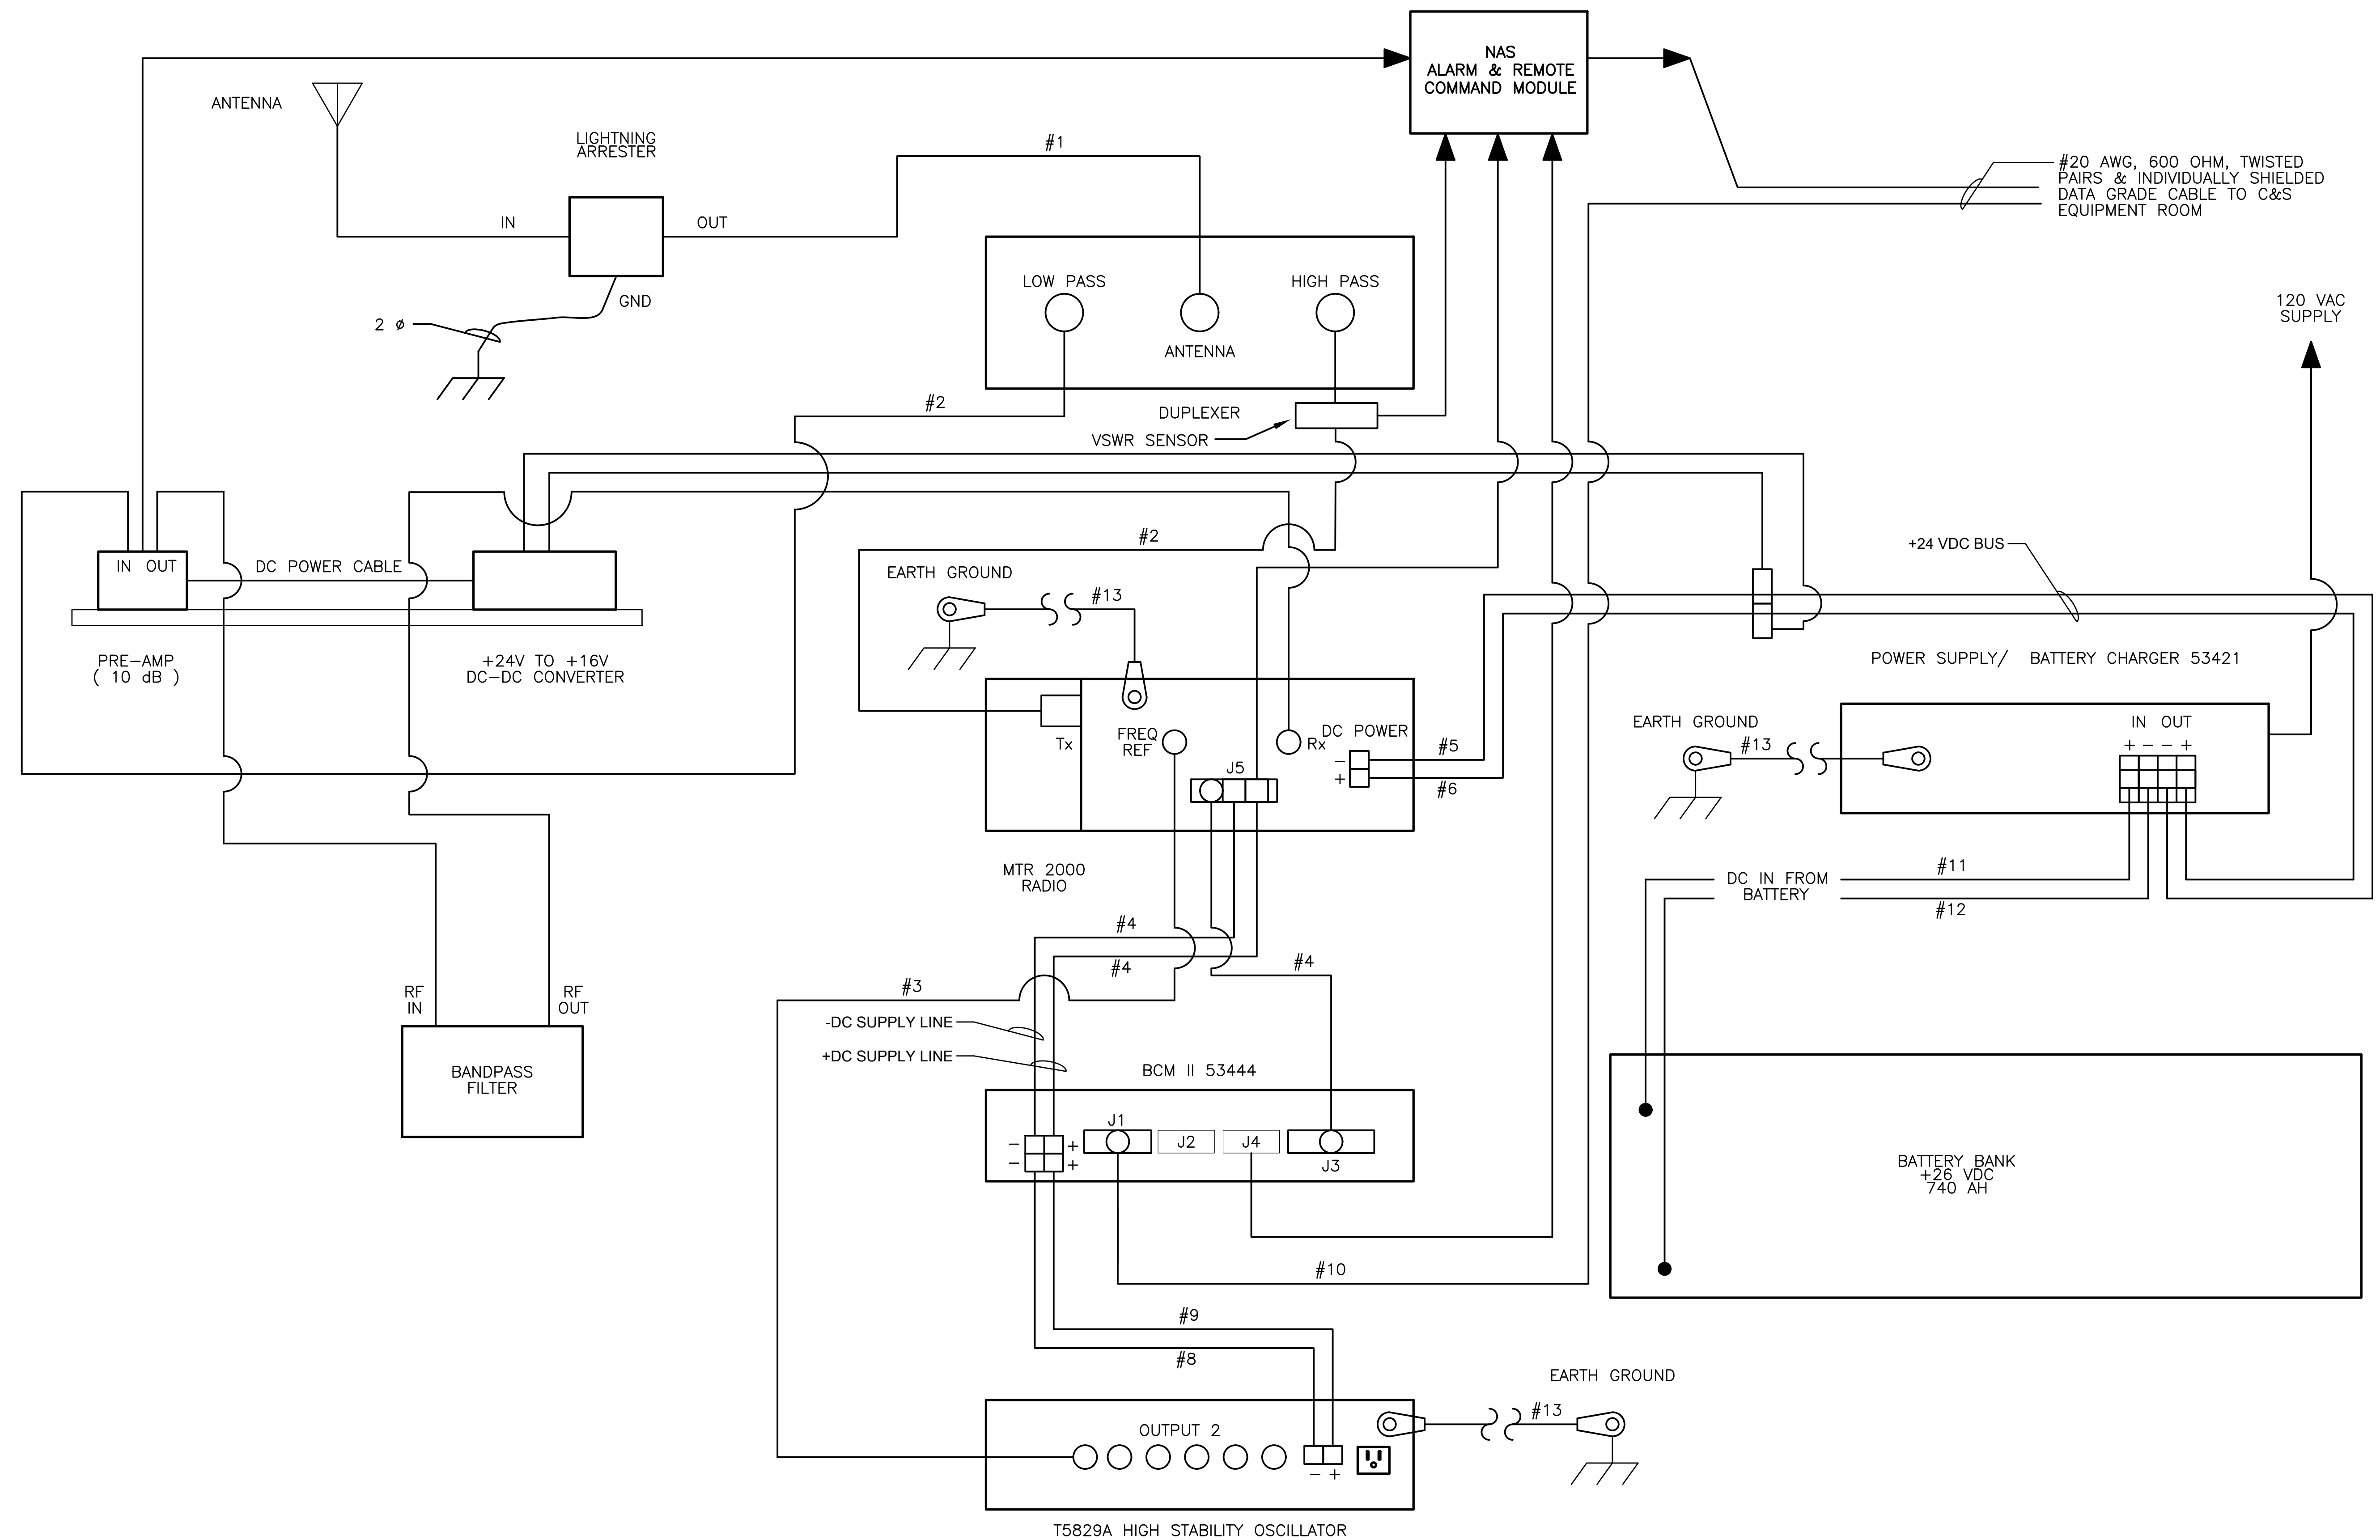 NAS
ALARM & REMOTE
COMMAND MODULE
ANTENNA
LIGHTNING
ARRESTER
#1
#20 AWG, 600 OHM, TWISTED
PAIRS & INDIVIDUALLY SHIELDED
DATA GRADE CABLE TO C&S
EQUIPMENT ROOM
IN
OUT
GND
2 ø
LOW PASS
HIGH PASS
ANTENNA
120 VAC
SUPPLY
#2
DUPLEXER
VSWR SENSOR
#2
+24 VDC BUS
IN OUT
DC POWER CABLE
EARTH GROUND
#13
PRE-AMP
( 10 dB )
+24V TO +16V
DC-DC CONVERTER
POWER SUPPLY/ BATTERY CHARGER 53421
Tx
FREQ
REF
Rx
DC POWER
-
+
#5
#6
J5
EARTH GROUND
#13
IN OUT
+ - - +
MTR 2000
RADIO
DC IN FROM
BATTERY
#11
#12
#4
#4
#4
#3
RF
IN
RF
OUT
-DC SUPPLY LINE
+DC SUPPLY LINE
BANDPASS
FILTER
BCM II 53444
- +
- +
J1
J2
J4
J3
BATTERY BANK
+26 VDC
740 AH
#10
#9
#8
EARTH GROUND
#13
OUTPUT 2
- +
T5829A HIGH STABILITY OSCILLATOR